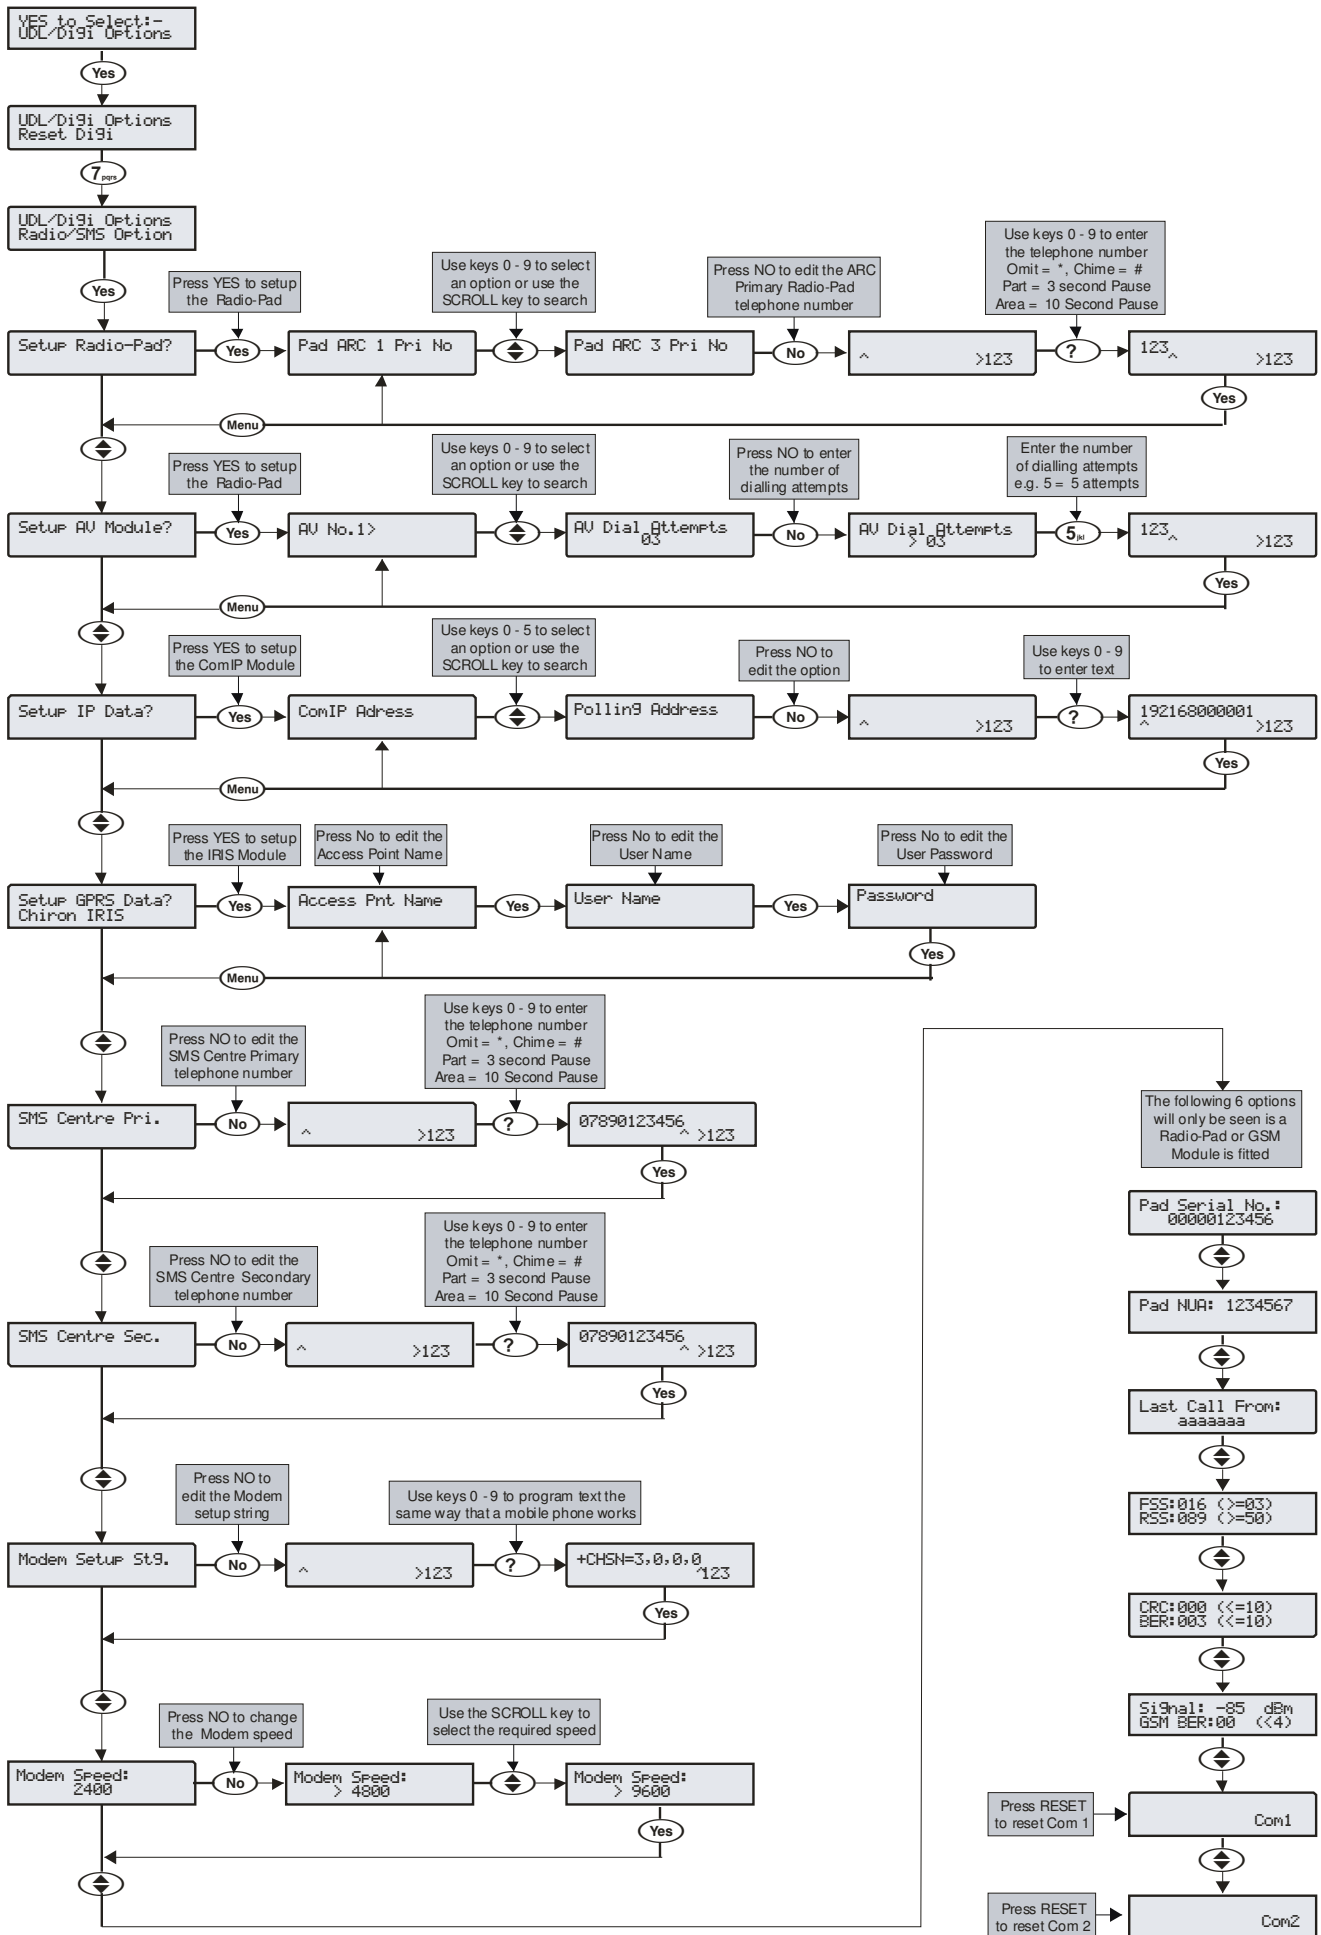 YES to Select:-
UDL/Digi Options
Yes
UDL/Digi Options
Reset Digi
7pqrs
UDL/Digi Options
Radio/SMS Option
Yes
Press YES to setup
the Radio-Pad
Use keys 0 - 9 to select
an option or use the
SCROLL key to search
Press NO to edit the ARC
Primary Radio-Pad
telephone number
Use keys 0 - 9 to enter
the telephone number
Omit = *, Chime = #
Part = 3 second Pause
Area = 10 Second Pause
Setup Radio-Pad?
Yes
Pad ARC 1 Pri No
Pad ARC 3 Pri No
No
^ >123
?
123^ >123
Yes
Menu
Press YES to setup
the Radio-Pad
Use keys 0 - 9 to select
an option or use the
SCROLL key to search
Press NO to enter
the number of
dialling attempts
Enter the number
of dialling attempts
e.g. 5 = 5 attempts
Setup AV Module?
Yes
AV No.1>
AV Dial Attempts
03
No
AV Dial Attempts
> 03
5jkl
123^ >123
Yes
Menu
Press YES to setup
the ComIP Module
Use keys 0 - 5 to select
an option or use the
SCROLL key to search
Press NO to
edit the option
Use keys 0 - 9
to enter text
Setup IP Data?
Yes
ComIP Adress
Polling Address
No
^ >123
?
192168000001
^ >123
Yes
Menu
Press YES to setup
the IRIS Module
Press No to edit the
Access Point Name
Press No to edit the
User Name
Press No to edit the
User Password
Setup GPRS Data?
Chiron IRIS
Yes
Access Pnt Name
Yes
User Name
Yes
Password
Yes
Menu
Press NO to edit the
SMS Centre Primary
telephone number
Use keys 0 - 9 to enter
the telephone number
Omit = *, Chime = #
Part = 3 second Pause
Area = 10 Second Pause
SMS Centre Pri.
No
^ >123
?
07890123456
^ >123
Yes
Press NO to edit the
SMS Centre Secondary
telephone number
Use keys 0 - 9 to enter
the telephone number
Omit = *, Chime = #
Part = 3 second Pause
Area = 10 Second Pause
SMS Centre Sec.
No
^ >123
?
07890123456
^ >123
Yes
Press NO to
edit the Modem
setup string
Use keys 0 - 9 to program text the
same way that a mobile phone works
Modem Setup Stg.
No
^ >123
?
+CHSN=3,0,0,0
^123
Yes
Press NO to change
the Modem speed
Use the SCROLL key to
select the required speed
Modem Speed:
2400
No
Modem Speed:
> 4800
Modem Speed:
> 9600
Yes
The following 6 options
will only be seen is a
Radio-Pad or GSM
Module is fitted
Pad Serial No.:
00000123456
Pad NUA: 1234567
Last Call From:
aaaaaaa
FSS:016 (>=03)
RSS:089 (>=50)
CRC:000 (<=10)
BER:003 (<=10)
Signal: -85 dBm
GSM BER:00 (<4)
Press RESET
to reset Com 1
Com1
Press RESET
to reset Com 2
Com2